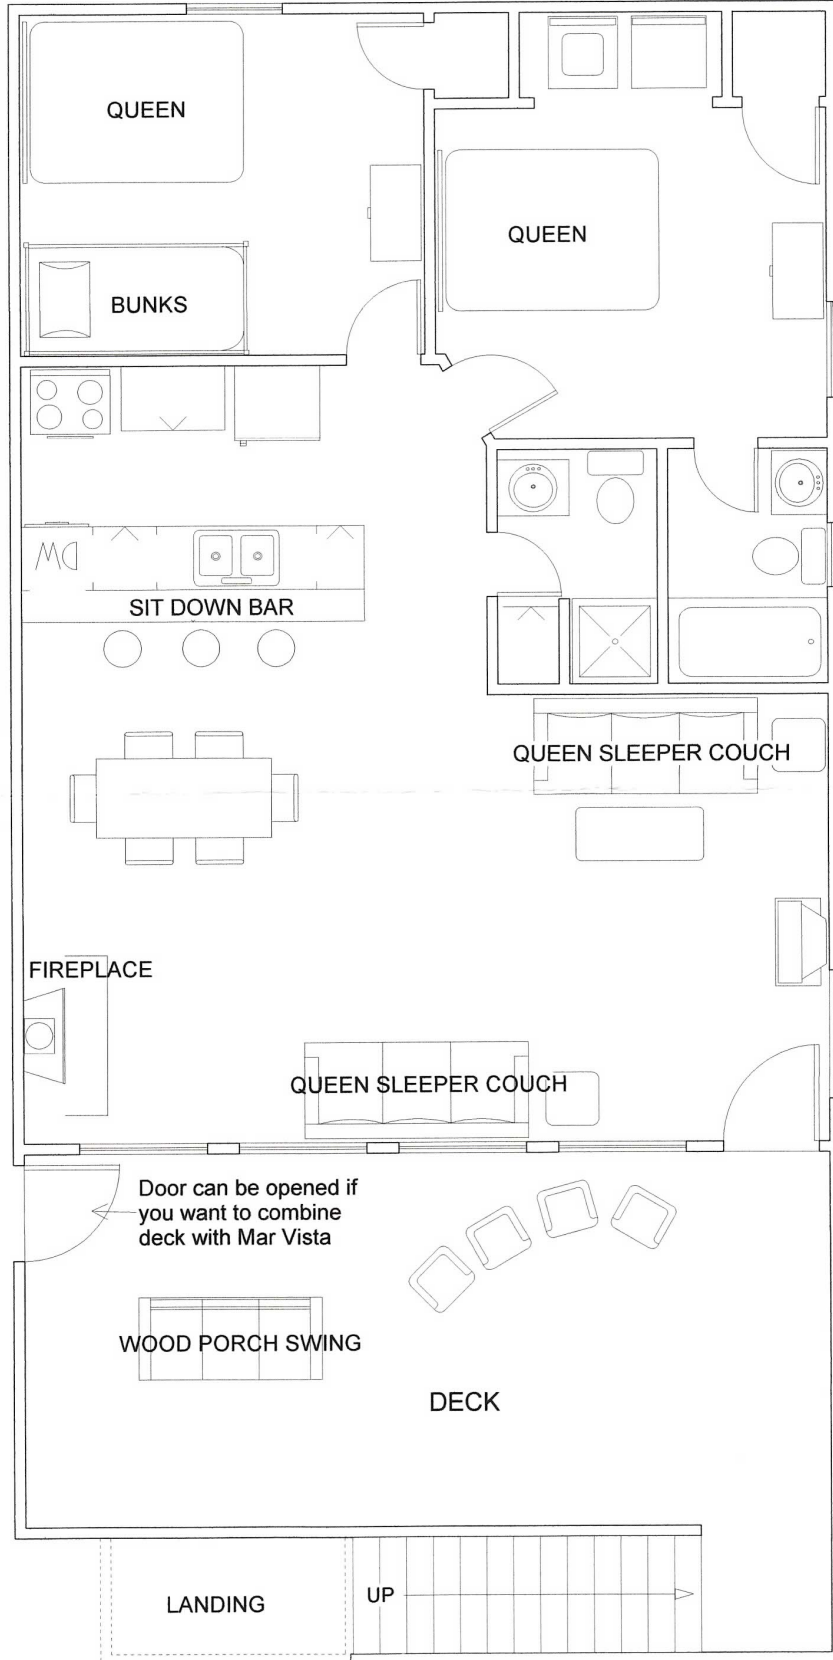 QUEEN
QUEEN
BUNKS
DW
SIT DOWN BAR
QUEEN SLEEPER COUCH
FIREPLACE
QUEEN SLEEPER COUCH
Door can be opened if
you want to combine
deck with Mar Vista
WOOD PORCH SWING
DECK
LANDING
UP